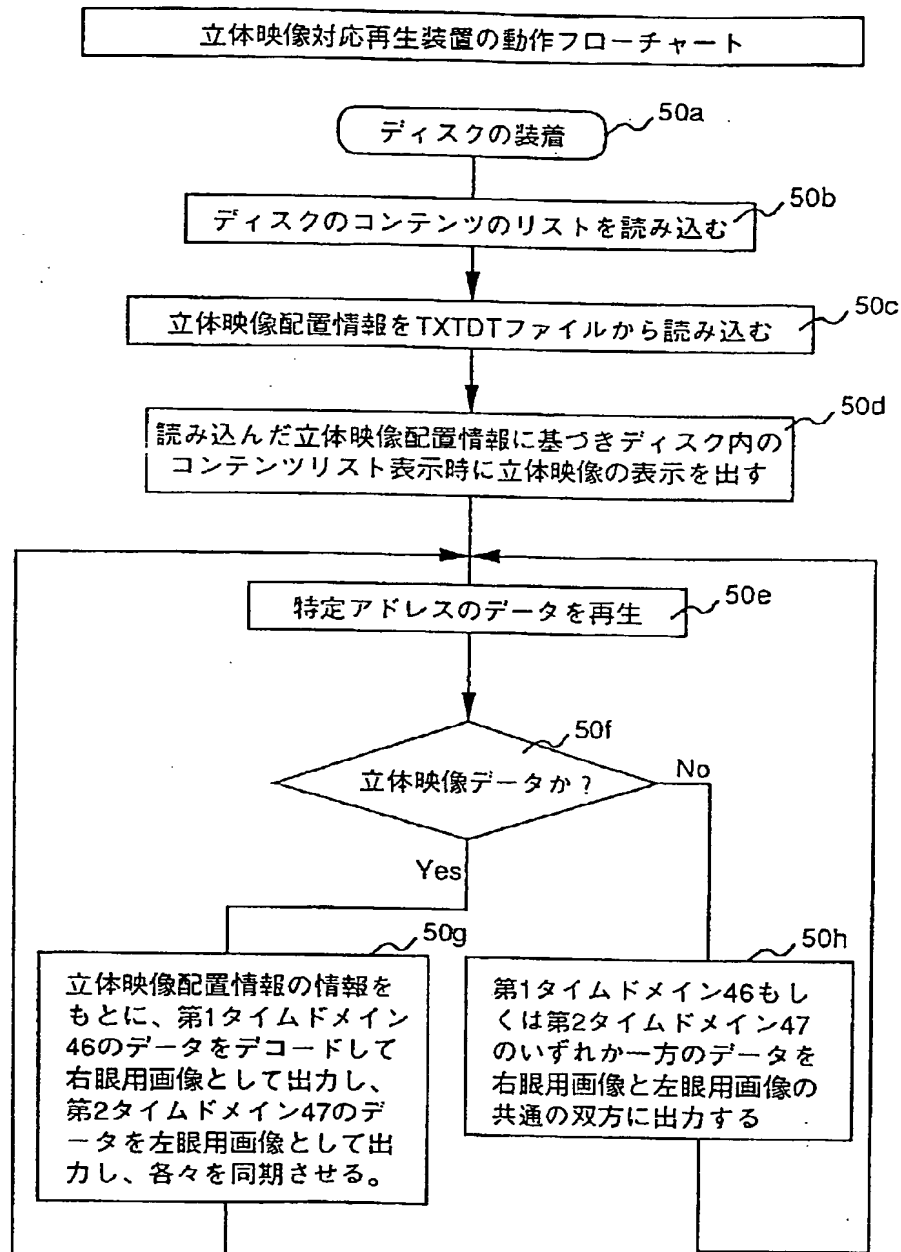 立体映像対応再生装置の動作フローチャート
ディスクの装着
50a
ディスクのコンテンツのリストを読み込む
50b
立体映像配置情報をTXTDTファイルから読み込む
50c
読み込んだ立体映像配置情報に基づきディスク内の
コンテンツリスト表示時に立体映像の表示を出す
50d
特定アドレスのデータを再生
50e
立体映像データか?
50f
No
Yes
50g
立体映像配置情報の情報を
もとに、第1タイムドメイン
46のデータをデコードして
右眼用画像として出力し、
第2タイムドメイン47のデー
タを左眼用画像として出
力し、各々を同期させる。
50h
第1タイムドメイン46もし
くは第2タイムドメイン47
のいずれか一方のデータを
右眼用画像と左眼用画像の
共通の双方に出力する